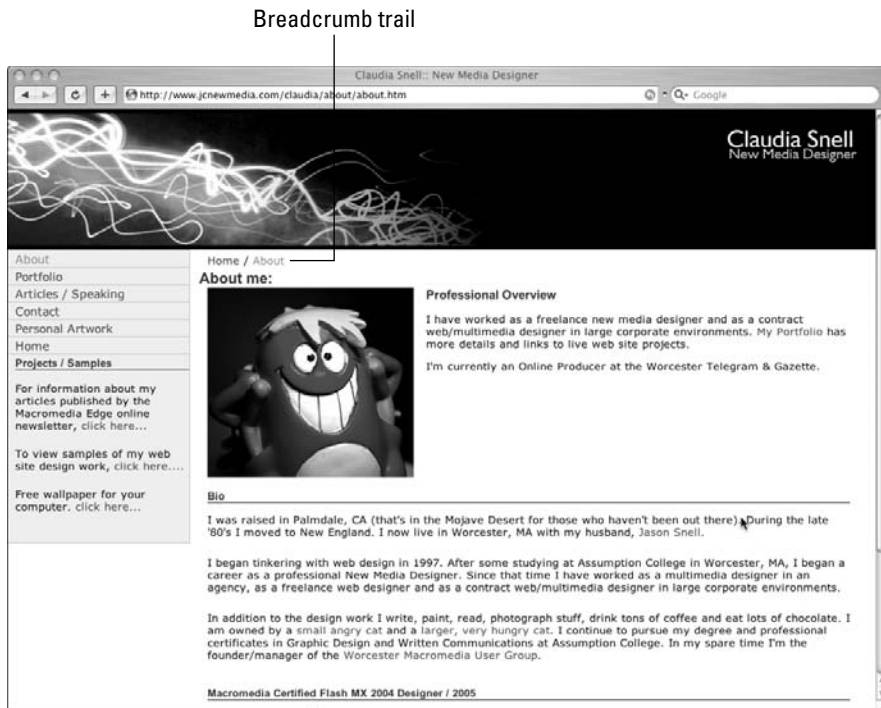 Breadcrumb trail
Claudia Snell:: New Media Designer
http://www.jcnewmedia.com/claudia/about/about.htm
Google
Claudia Snell
New Media Designer
About
Portfolio
Articles / Speaking
Contact
Personal Artwork
Home
Projects / Samples
For information about my
articles published by the
Macromedia Edge online
newsletter, click here...
To view samples of my web
site design work, click here....
Free wallpaper for your
computer. click here...
Home / About
About me:
Professional Overview
I have worked as a freelance new media designer and as a contract
web/multimedia designer in large corporate environments. My Portfolio has
more details and links to live web site projects.
I'm currently an Online Producer at the Worcester Telegram & Gazette.
Bio
I was raised in Palmdale, CA (that's in the Mojave Desert for those who haven't been out there). During the late
'80's I moved to New England. I now live in Worcester, MA with my husband, Jason Snell.
I began tinkering with web design in 1997. After some studying at Assumption College in Worcester, MA, I began a
career as a professional New Media Designer. Since that time I have worked as a multimedia designer in an
agency, as a freelance web designer and as a contract web/multimedia designer in large corporate environments.
In addition to the design work I write, paint, read, photograph stuff, drink tons of coffee and eat lots of chocolate. I
am owned by a small angry cat and a larger, very hungry cat. I continue to pursue my degree and professional
certificates in Graphic Design and Written Communications at Assumption College. In my spare time I'm the
founder/manager of the Worcester Macromedia User Group.
Macromedia Certified Flash MX 2004 Designer / 2005